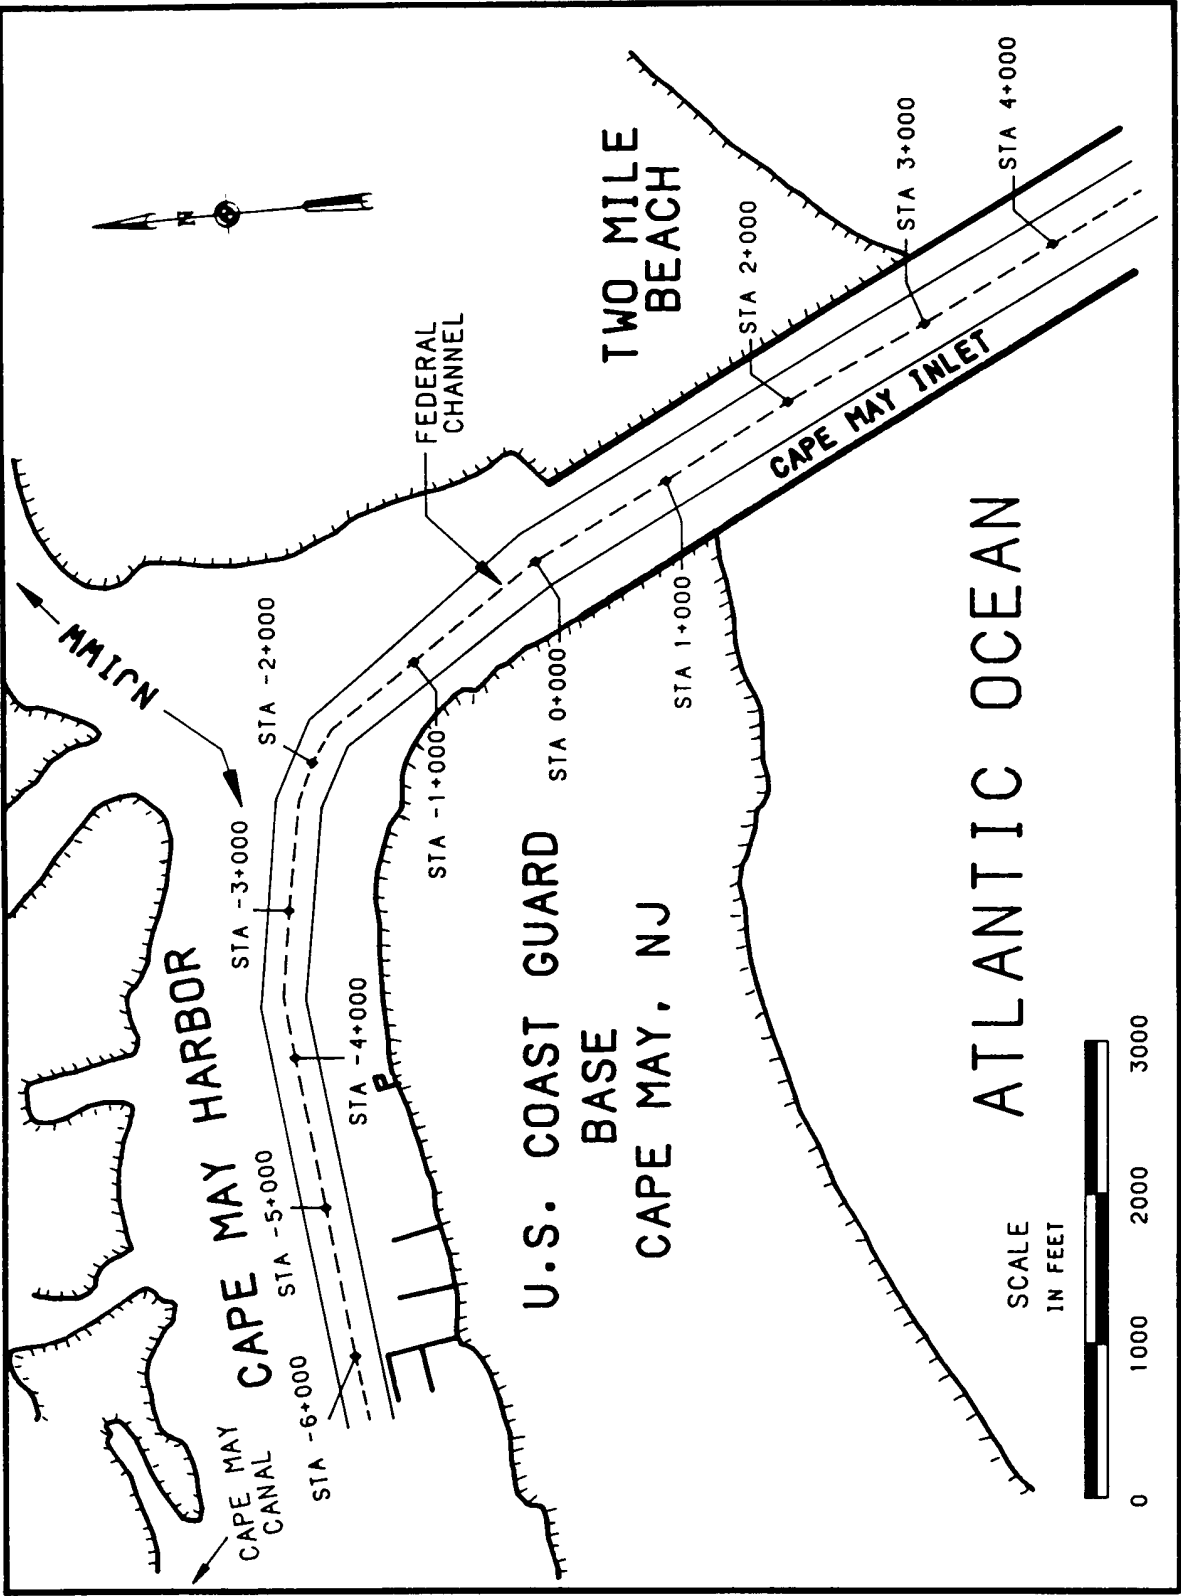 CAPE MAY
CANAL
CAPE MAY HARBOR
NJIWW
N
FEDERAL
CHANNEL
TWO MILE
BEACH
STA -6+000
STA -5+000
STA -4+000
STA -3+000
STA -2+000
STA -1+000
STA 0+000
STA 1+000
STA 2+000
STA 3+000
STA 4+000
CAPE MAY INLET
U.S. COAST GUARD
BASE
CAPE MAY, NJ
ATLANTIC OCEAN
SCALE
IN FEET
0 1000 2000 3000